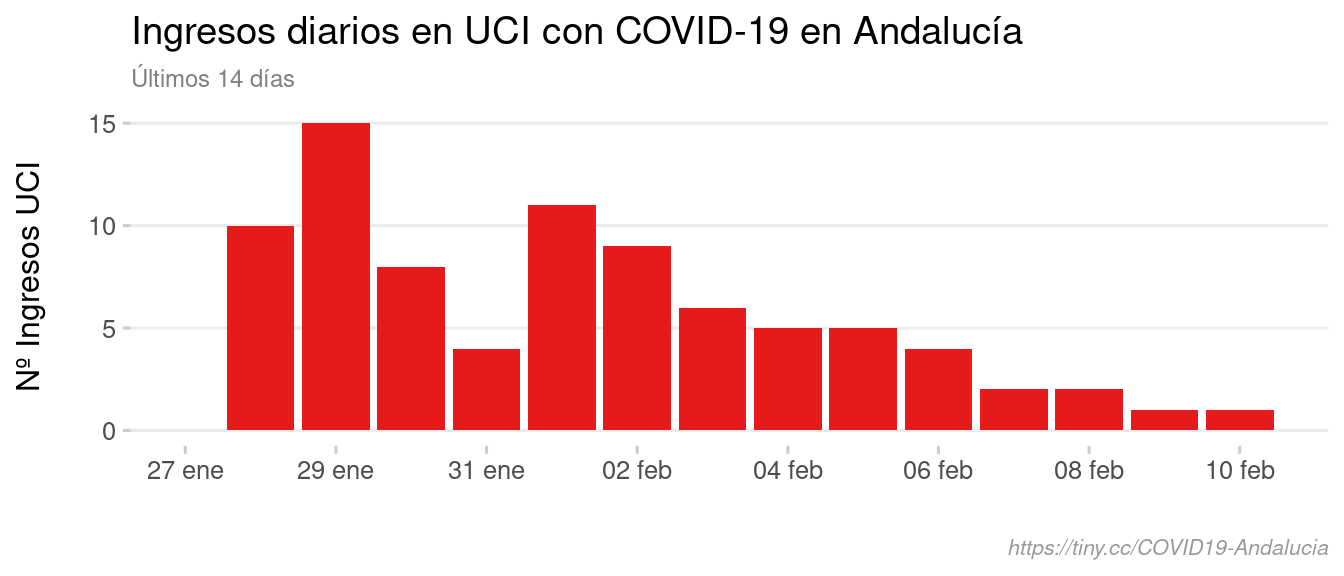 Ingresos diarios en UCI con COVID-19 en Andalucía
Últimos 14 días
Nº Ingresos UCI
15
10
5
0
27 ene 29 ene 31 ene 02 feb 04 feb 06 feb 08 feb 10 feb
https://tiny.cc/COVID19-Andalucia